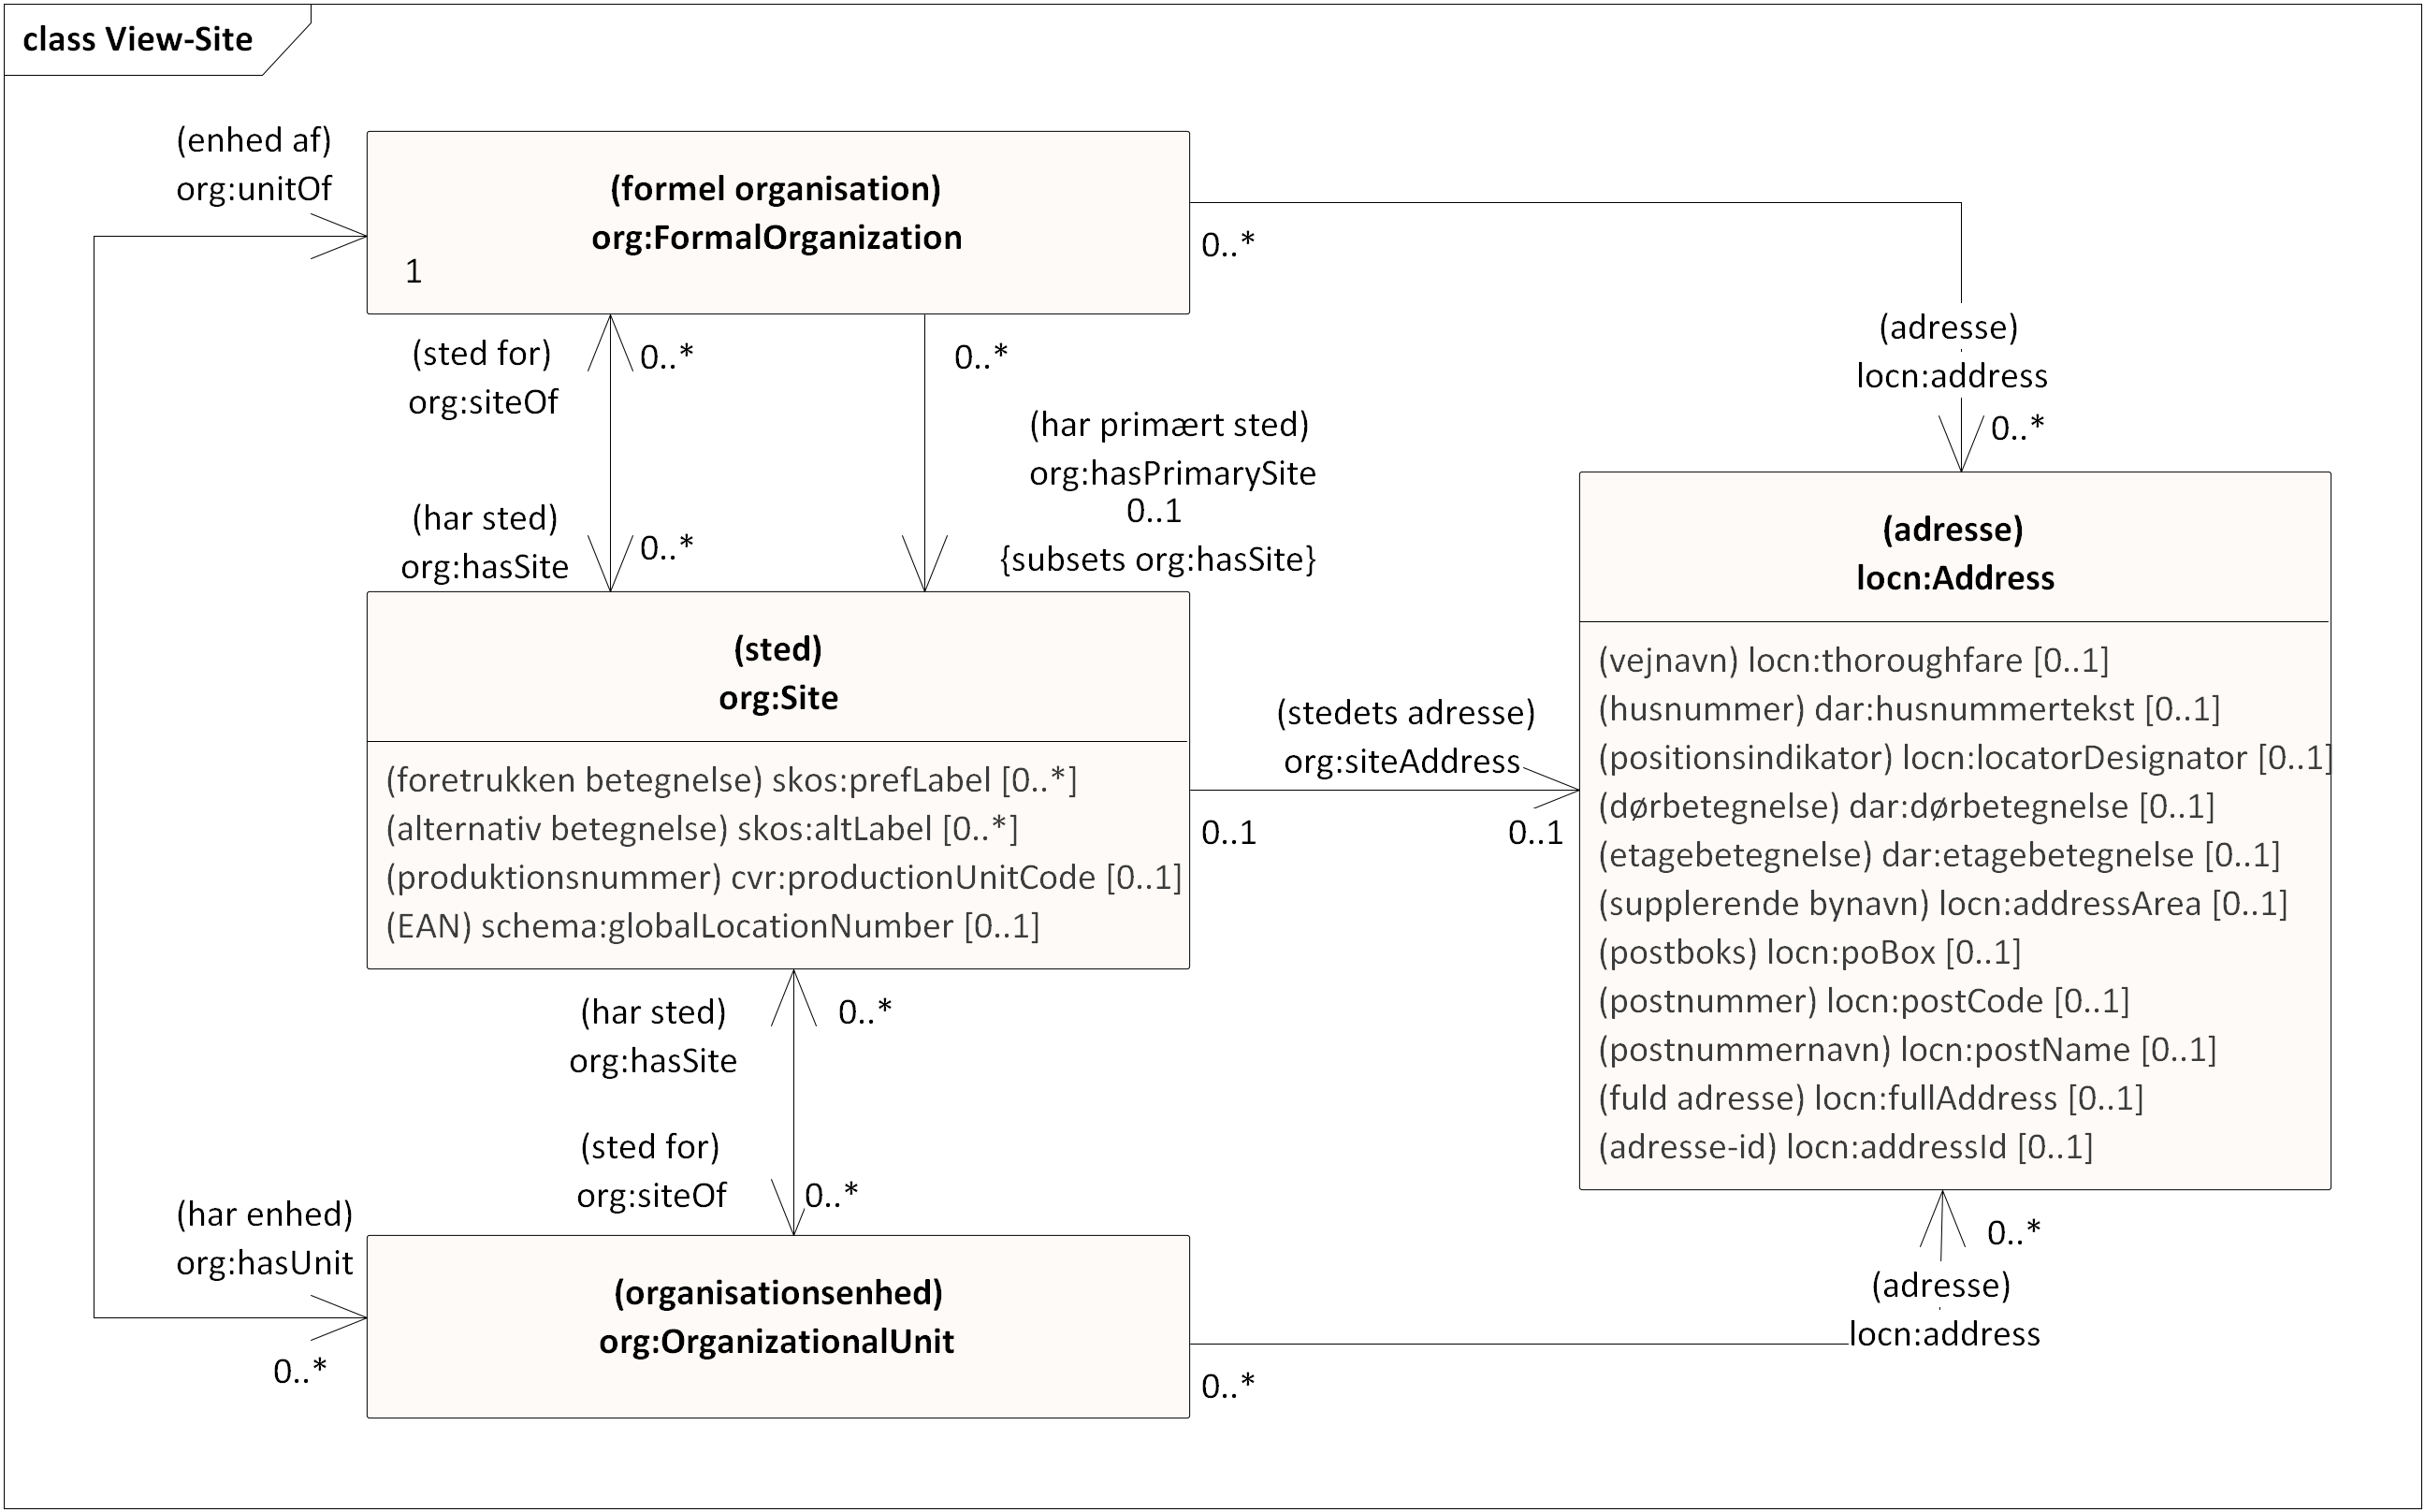 class View-Site
(enhed af)
org:unitOf
(formel organisation)
org:FormalOrganization
1
0..*
(sted for)
org:siteOf
0..*
0..*
(adresse)
locn:address
0..*
(har primært sted)
org:hasPrimarySite
0..1
{subsets org:hasSite}
(har sted)
org:hasSite
0..*
(sted)
org:Site
(foretrukken betegnelse) skos:prefLabel [0..*]
(alternativ betegnelse) skos:altLabel [0..*]
(produktionsnummer) cvr:productionUnitCode [0..1]
(EAN) schema:globalLocationNumber [0..1]
(stedets adresse)
org:siteAddress
0..1
0..1
(adresse)
locn:Address
(vejnavn) locn:thoroughfare [0..1]
(husnummer) dar:husnummertekst [0..1]
(positionsindikator) locn:locatorDesignator [0..1]
(dørbetegnelse) dar:dørbetegnelse [0..1]
(etagebetegnelse) dar:etagebetegnelse [0..1]
(supplerende bynavn) locn:addressArea [0..1]
(postboks) locn:poBox [0..1]
(postnummer) locn:postCode [0..1]
(postnummernavn) locn:postName [0..1]
(fuld adresse) locn:fullAddress [0..1]
(adresse-id) locn:addressId [0..1]
(har sted)
org:hasSite
0..*
(sted for)
org:siteOf
0..*
(har enhed)
org:hasUnit
0..*
(organisationsenhed)
org:OrganizationalUnit
0..*
0..*
(adresse)
locn:address